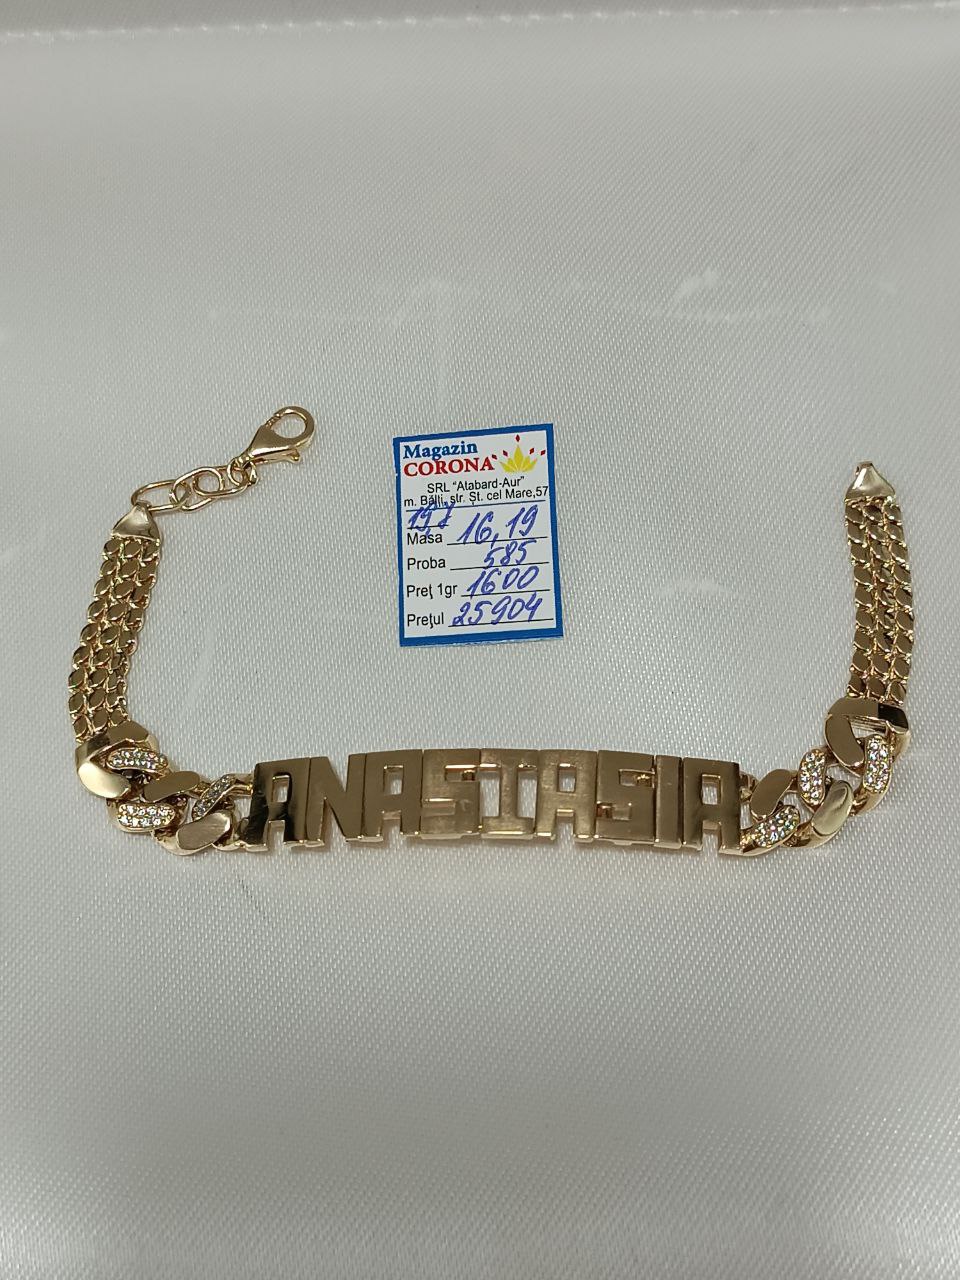 Magazin
CORONA
SRL "Atabard-Aur"
m. Bălți, str. Șt. cel Mare,57
Masa 16,19
Proba 585
Preț 1gr 1600
Prețul 25904
ANASTASIA